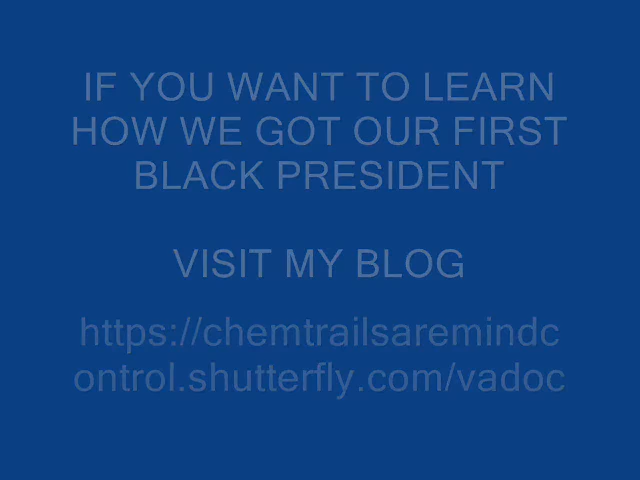 IF YOU WANT TO LEARN
HOW WE GOT OUR FIRST
BLACK PRESIDENT
VISIT MY BLOG
https://chemtrailsaremindc
ontrol.shutterfly.com/vadoc